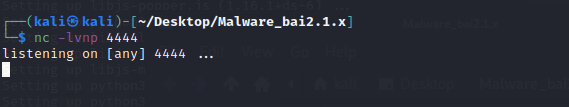 ┌──(kali㉿kali)-[~/Desktop/Malware_bai2.1.x]
└─$ nc -lvnp 4444
listening on [any] 4444 ...